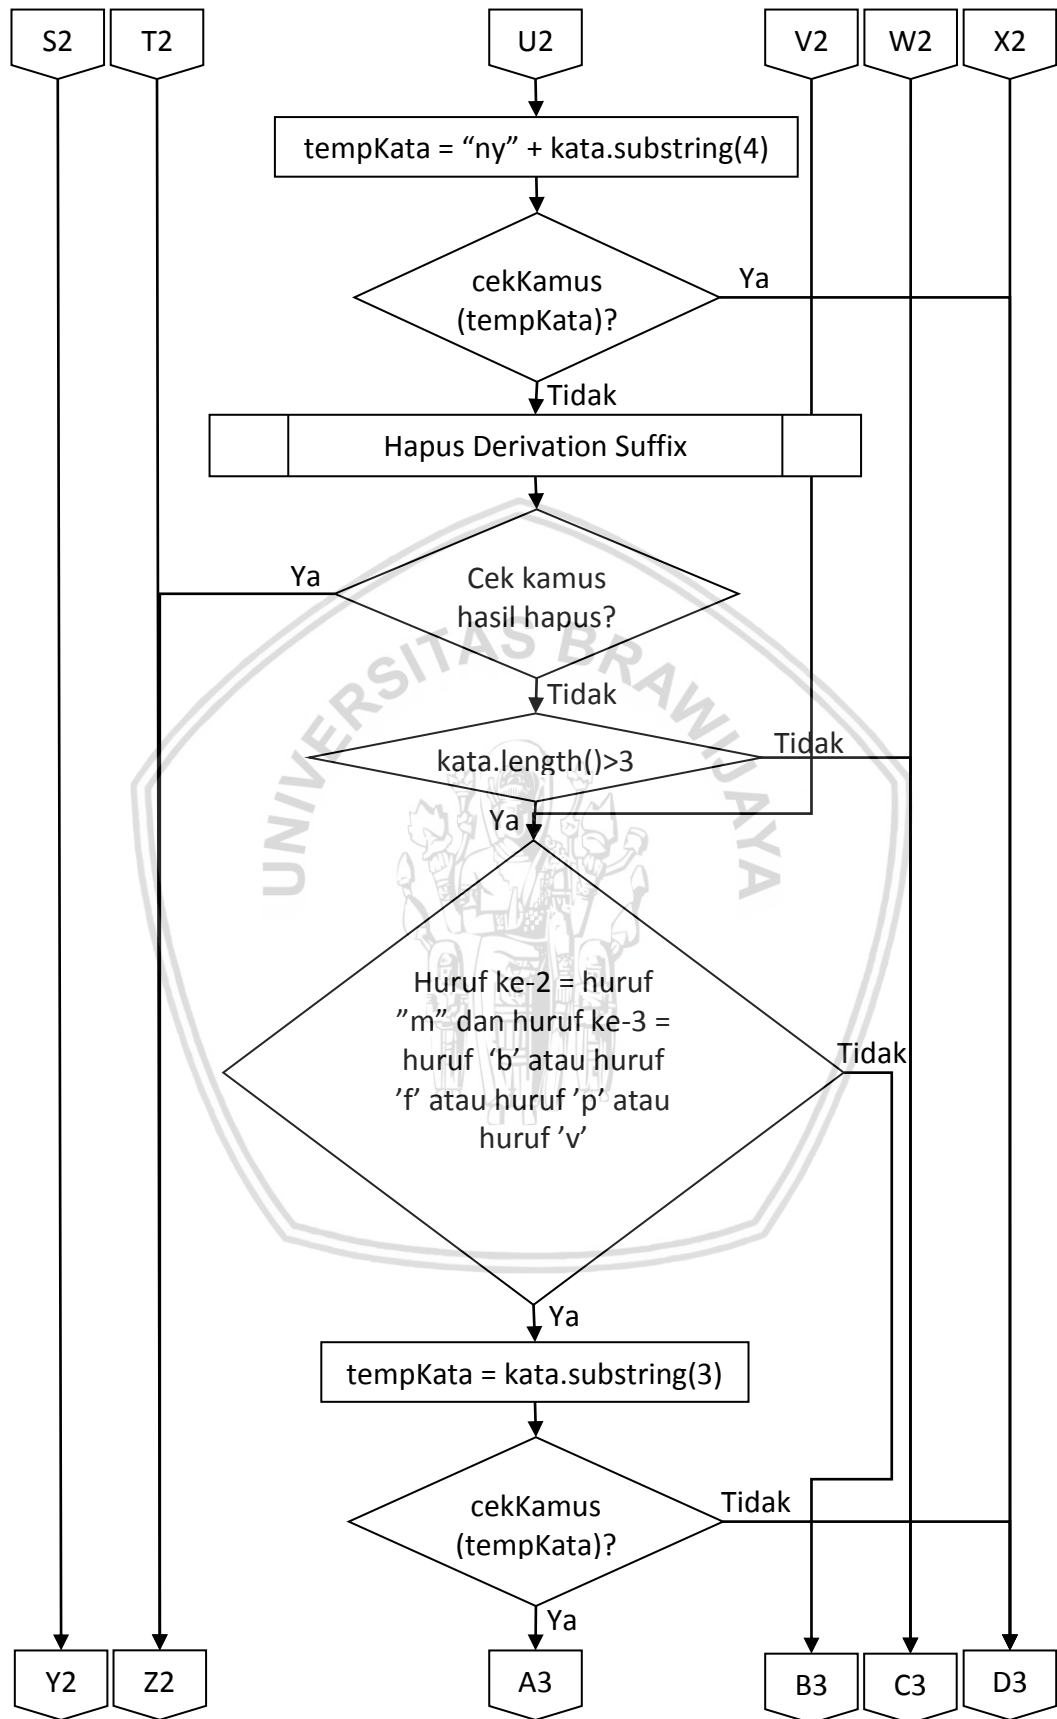 S2 T2 U2 V2 W2 X2
tempKata = “ny” + kata.substring(4)
cekKamus
(tempKata)?
Ya
Tidak
Hapus Derivation Suffix
Ya
Cek kamus
hasil hapus?
Tidak
kata.length()>3
Tidak
Ya
UNIVERSITAS BRAWIJAYA
Huruf ke-2 = huruf
”m” dan huruf ke-3 =
huruf ‘b’ atau huruf
’f’ atau huruf ’p’ atau
huruf ’v’
Tidak
Ya
tempKata = kata.substring(3)
cekKamus
(tempKata)?
Tidak
Ya
Y2 Z2 A3 B3 C3 D3